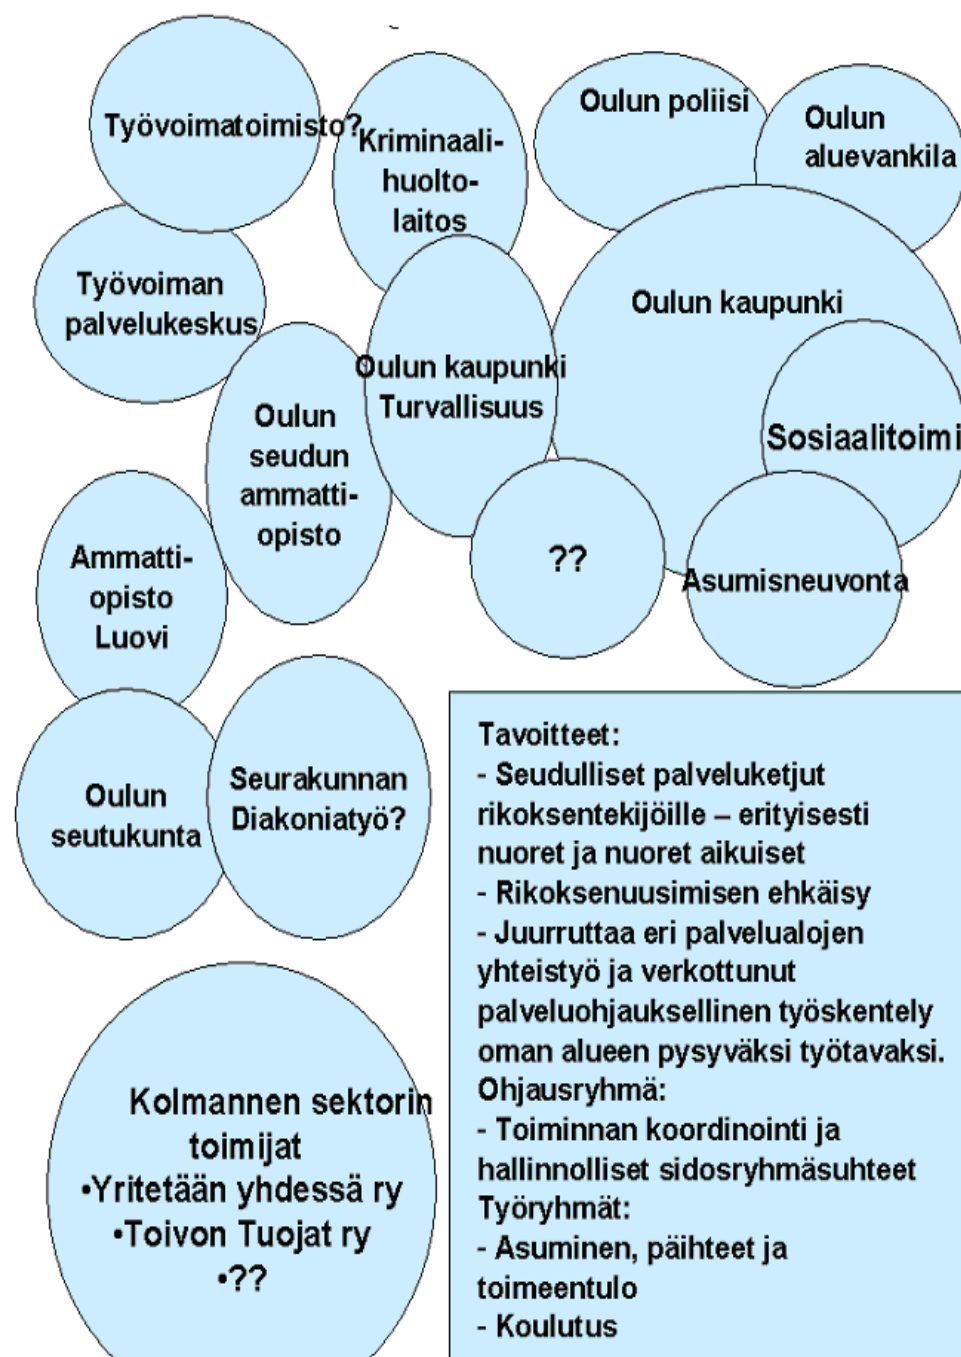 Työvoimatoimisto?
Kriminaali-
huolto-
laitos
Oulun poliisi
Oulun
aluevankila
Työvoiman
palvelukeskus
Oulun kaupunki
Oulun kaupunki
Turvallisuus
Oulun
seudun
ammatti-
opisto
Sosiaalitoimi
??
Asumisneuvonta
Ammatti-
opisto
Luovi
Oulun
seutukunta
Seurakunnan
Diakoniatyö?
Kolmannen sektorin
toimijat
•Yritetään yhdessä ry
•Toivon Tuojat ry
•??
Tavoitteet:
- Seudulliset palveluketjut
rikoksentekijöille – erityisesti
nuoret ja nuoret aikuiset
- Rikoksenuusimisen ehkäisy
- Juurruttaa eri palvelualojen
yhteistyö ja verkottunut
palveluohjauksellinen työskentely
oman alueen pysyväksi työtavaksi.
Ohjausryhmä:
- Toiminnan koordinointi ja
hallinnolliset sidosryhmäsuhteet
Työryhmät:
- Asuminen, päihteet ja
toimeentulo
- Koulutus